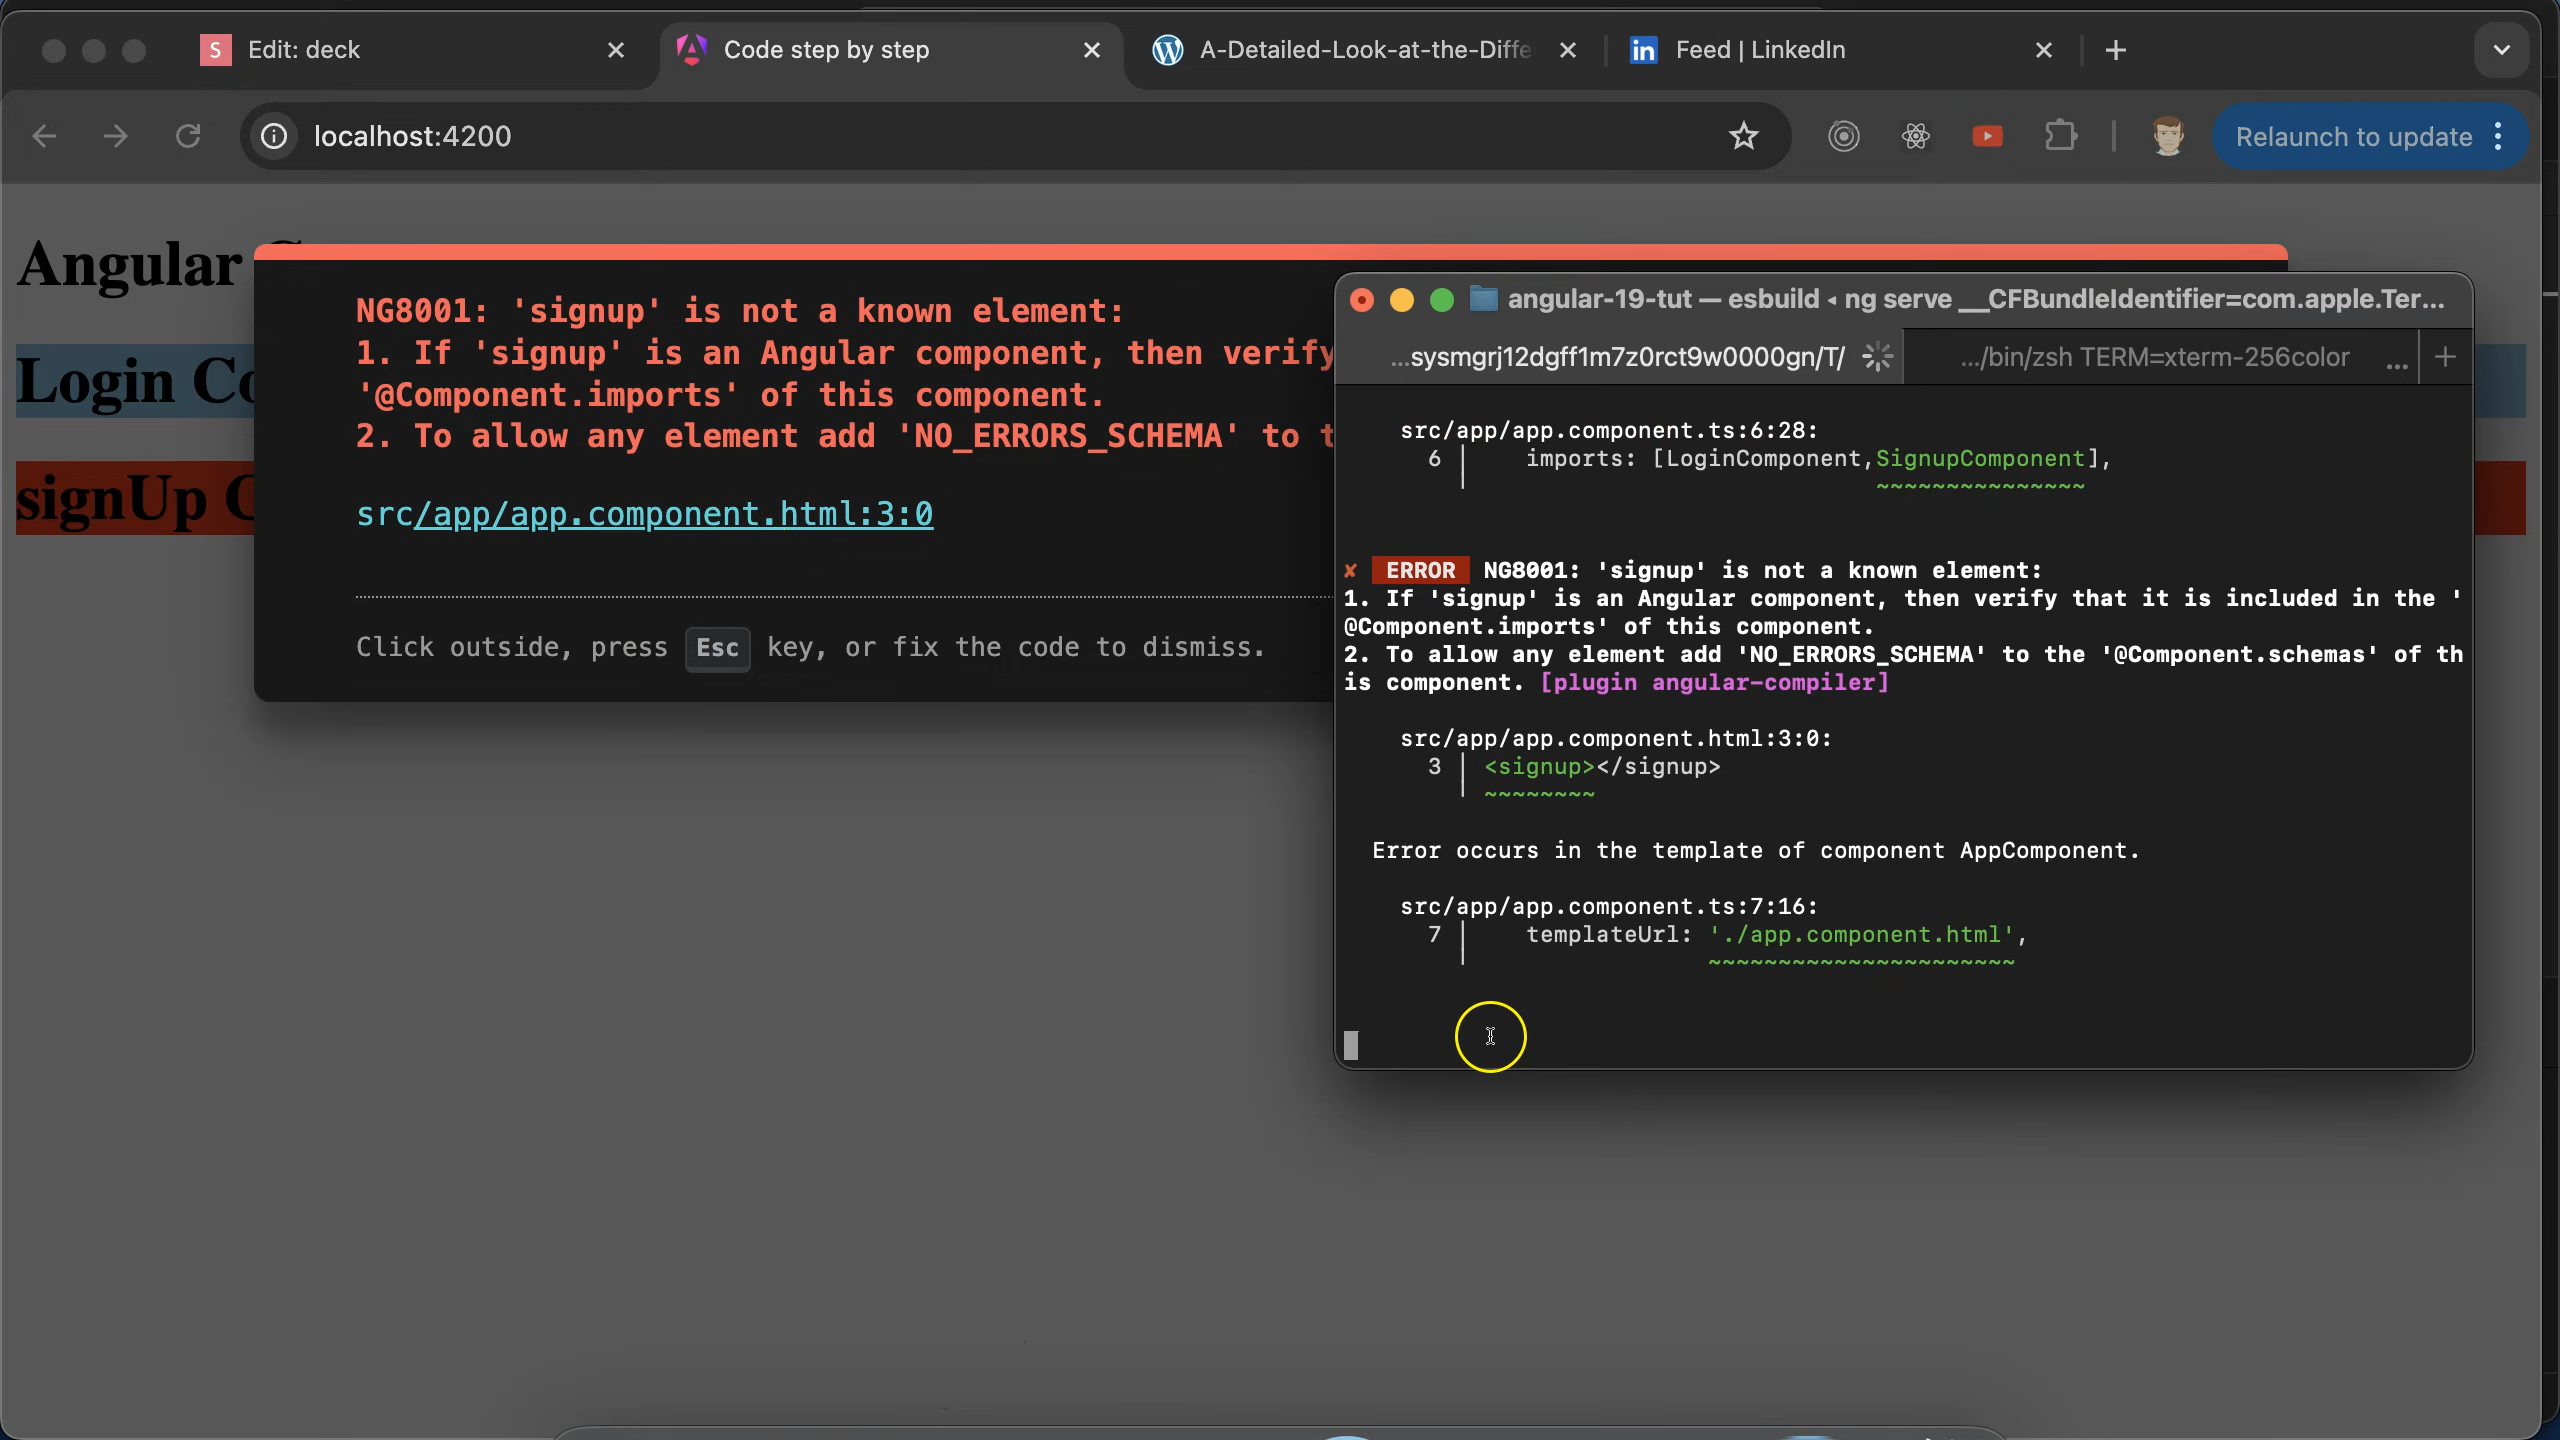 S Edit: deck
Code step by step
A-Detailed-Look-at-the-Diffe
in Feed | LinkedIn
localhost:4200
Relaunch to update
Angular
Login Co
signUp C
NG8001: 'signup' is not a known element:
1. If 'signup' is an Angular component, then verify
'@Component.imports' of this component.
2. To allow any element add 'NO_ERRORS_SCHEMA' to t
src/app/app.component.html:3:0
Click outside, press Esc key, or fix the code to dismiss.
angular-19-tut — esbuild ◂ ng serve __CFBundleIdentifier=com.apple.Ter...
...sysmgrj12dgff1m7z0rct9w0000gn/T/
.../bin/zsh TERM=xterm-256color ...
src/app/app.component.ts:6:28:
6 │ imports: [LoginComponent,SignupComponent],
~~~~~~~~~~~~~~~
✘ ERROR NG8001: 'signup' is not a known element:
1. If 'signup' is an Angular component, then verify that it is included in the '
@Component.imports' of this component.
2. To allow any element add 'NO_ERRORS_SCHEMA' to the '@Component.schemas' of th
is component. [plugin angular-compiler]
src/app/app.component.html:3:0:
3 │ <signup></signup>
~~~~~~~~
Error occurs in the template of component AppComponent.
src/app/app.component.ts:7:16:
7 │ templateUrl: './app.component.html',
~~~~~~~~~~~~~~~~~~~~~~